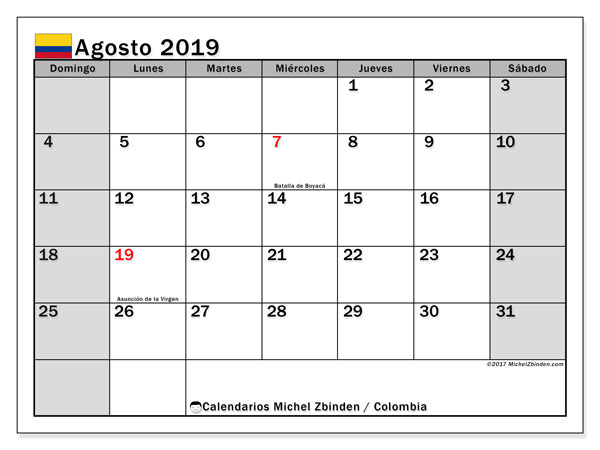 Agosto 2019
Domingo Lunes Martes Miércoles Jueves Viernes Sábado
1 2 3
4 5 6 7 8 9 10
Batalla de Boyacá
11 12 13 14 15 16 17
18 19 20 21 22 23 24
Asunción de la Virgen
25 26 27 28 29 30 31
©2017 MichelZbinden.com
Calendarios Michel Zbinden / Colombia